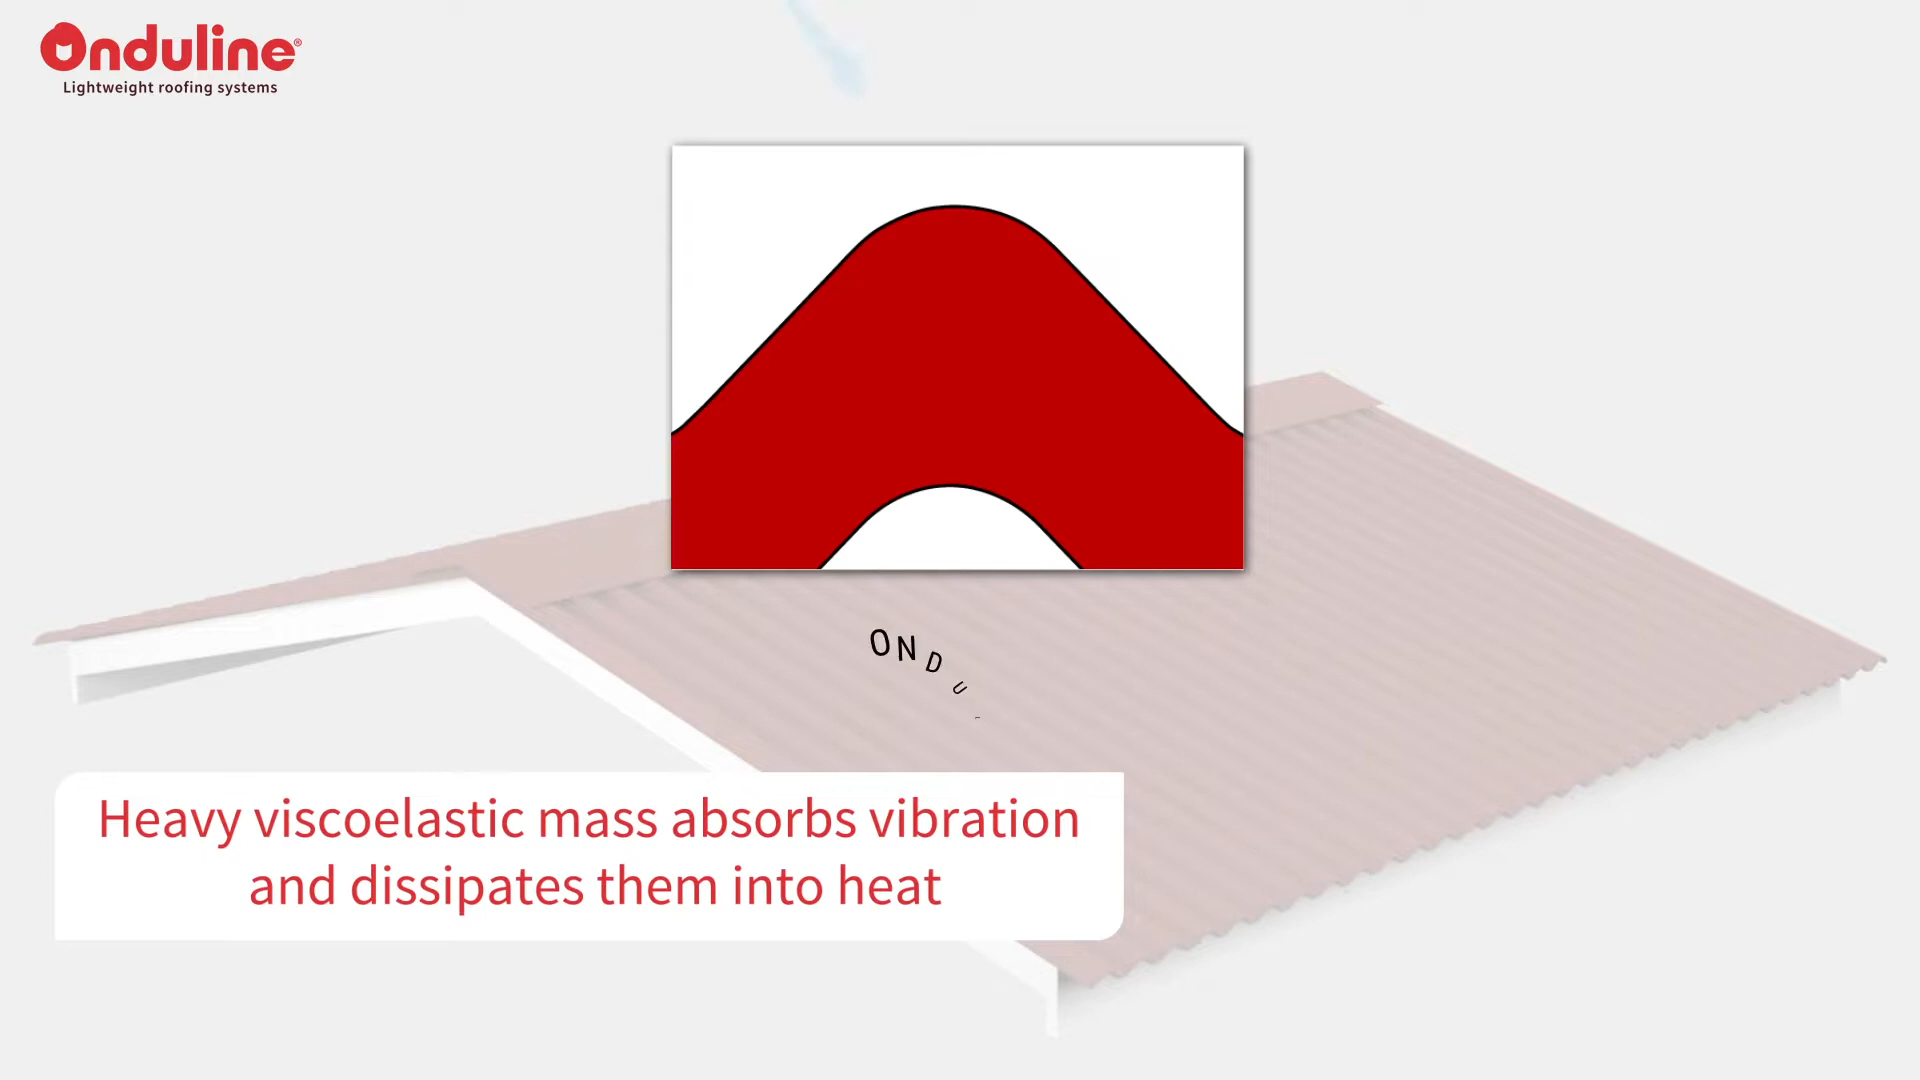 Onduline®
Lightweight roofing systems
ONDU
Heavy viscoelastic mass absorbs vibration
and dissipates them into heat